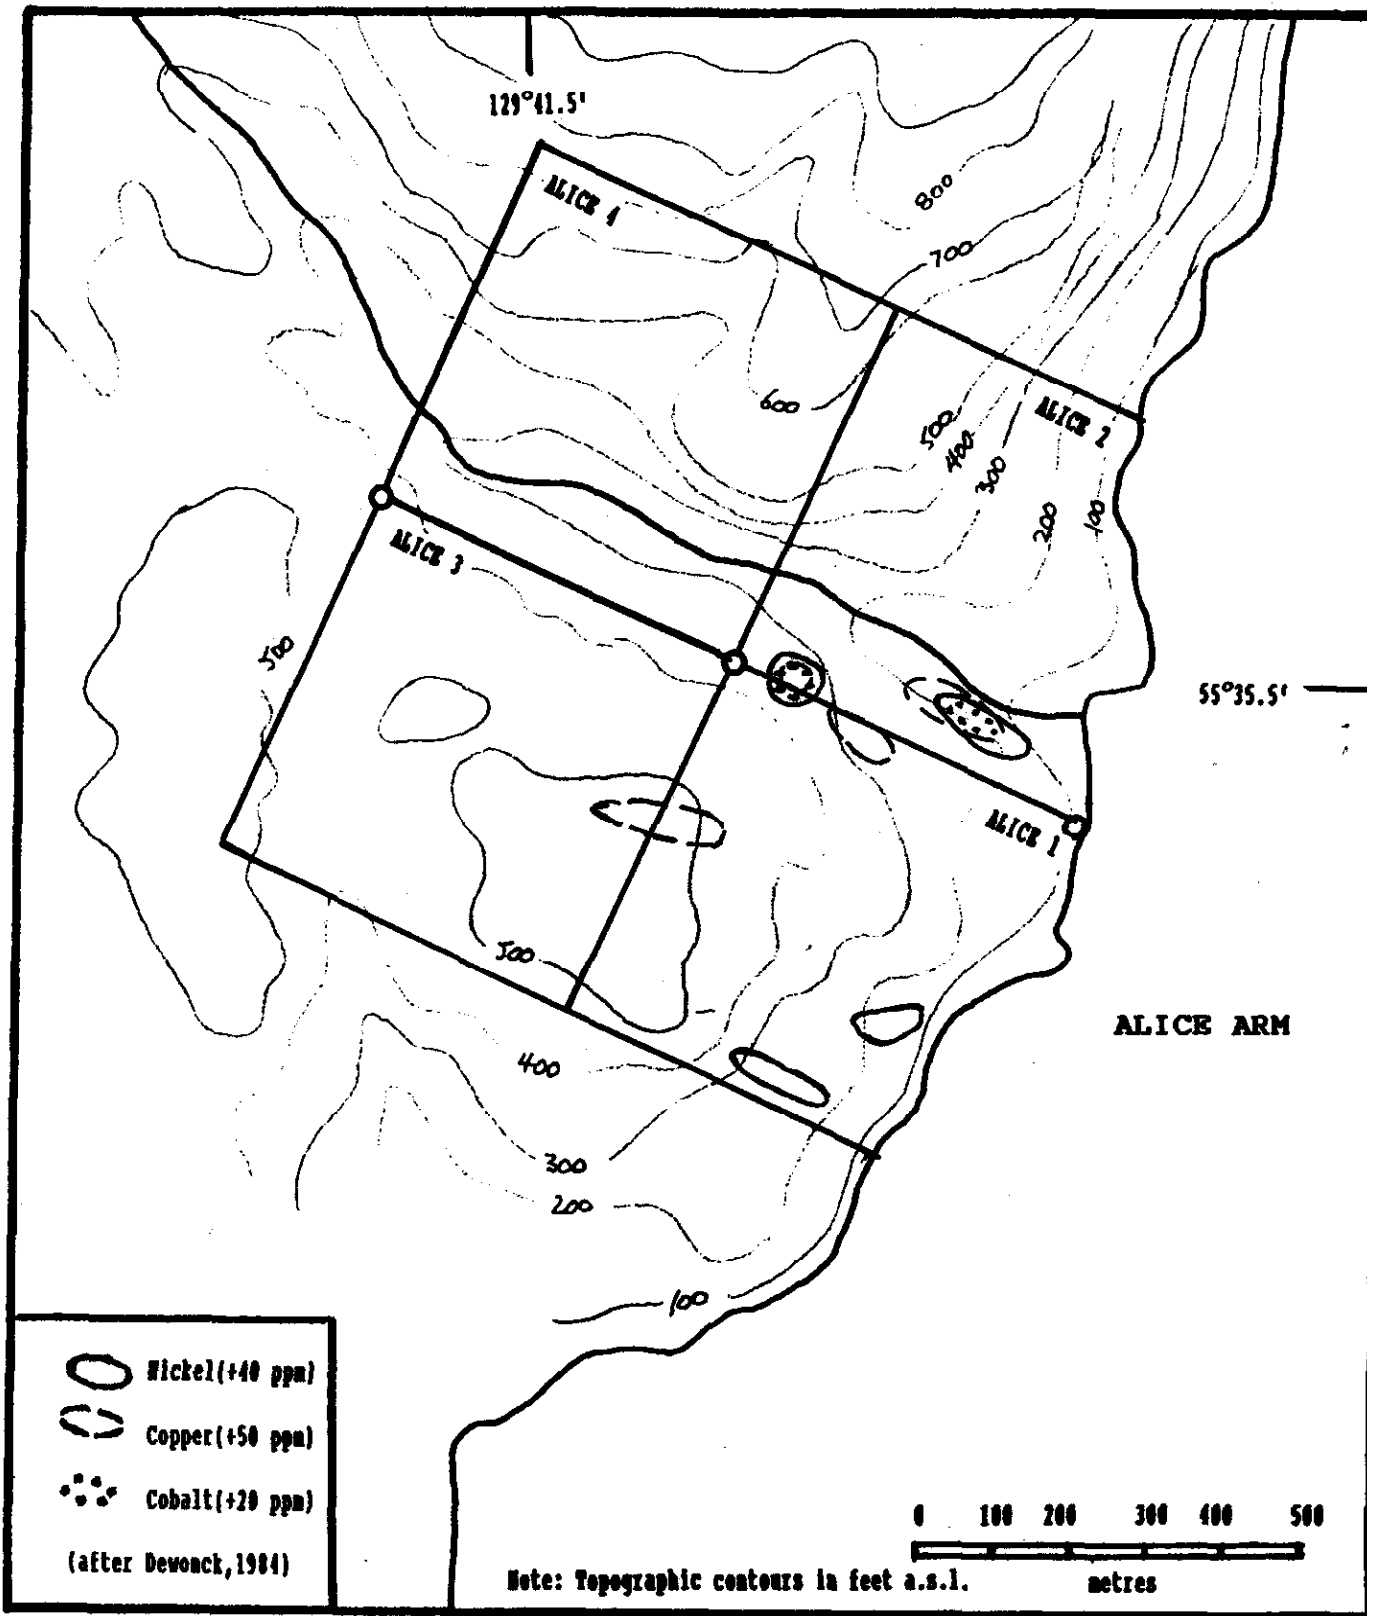 129°41.5'
ALICE 4
800
700
600
ALICE 2
500
400
300
200
100
ALICE 3
500
55°35.5'
ALICE 1
500
ALICE ARM
400
300
200
100
Nickel(+40 ppm)
Copper(+50 ppm)
Cobalt(+20 ppm)
(after Dewonck,1984)
0 100 200 300 400 500
metres
Note: Topographic contours in feet a.s.l.